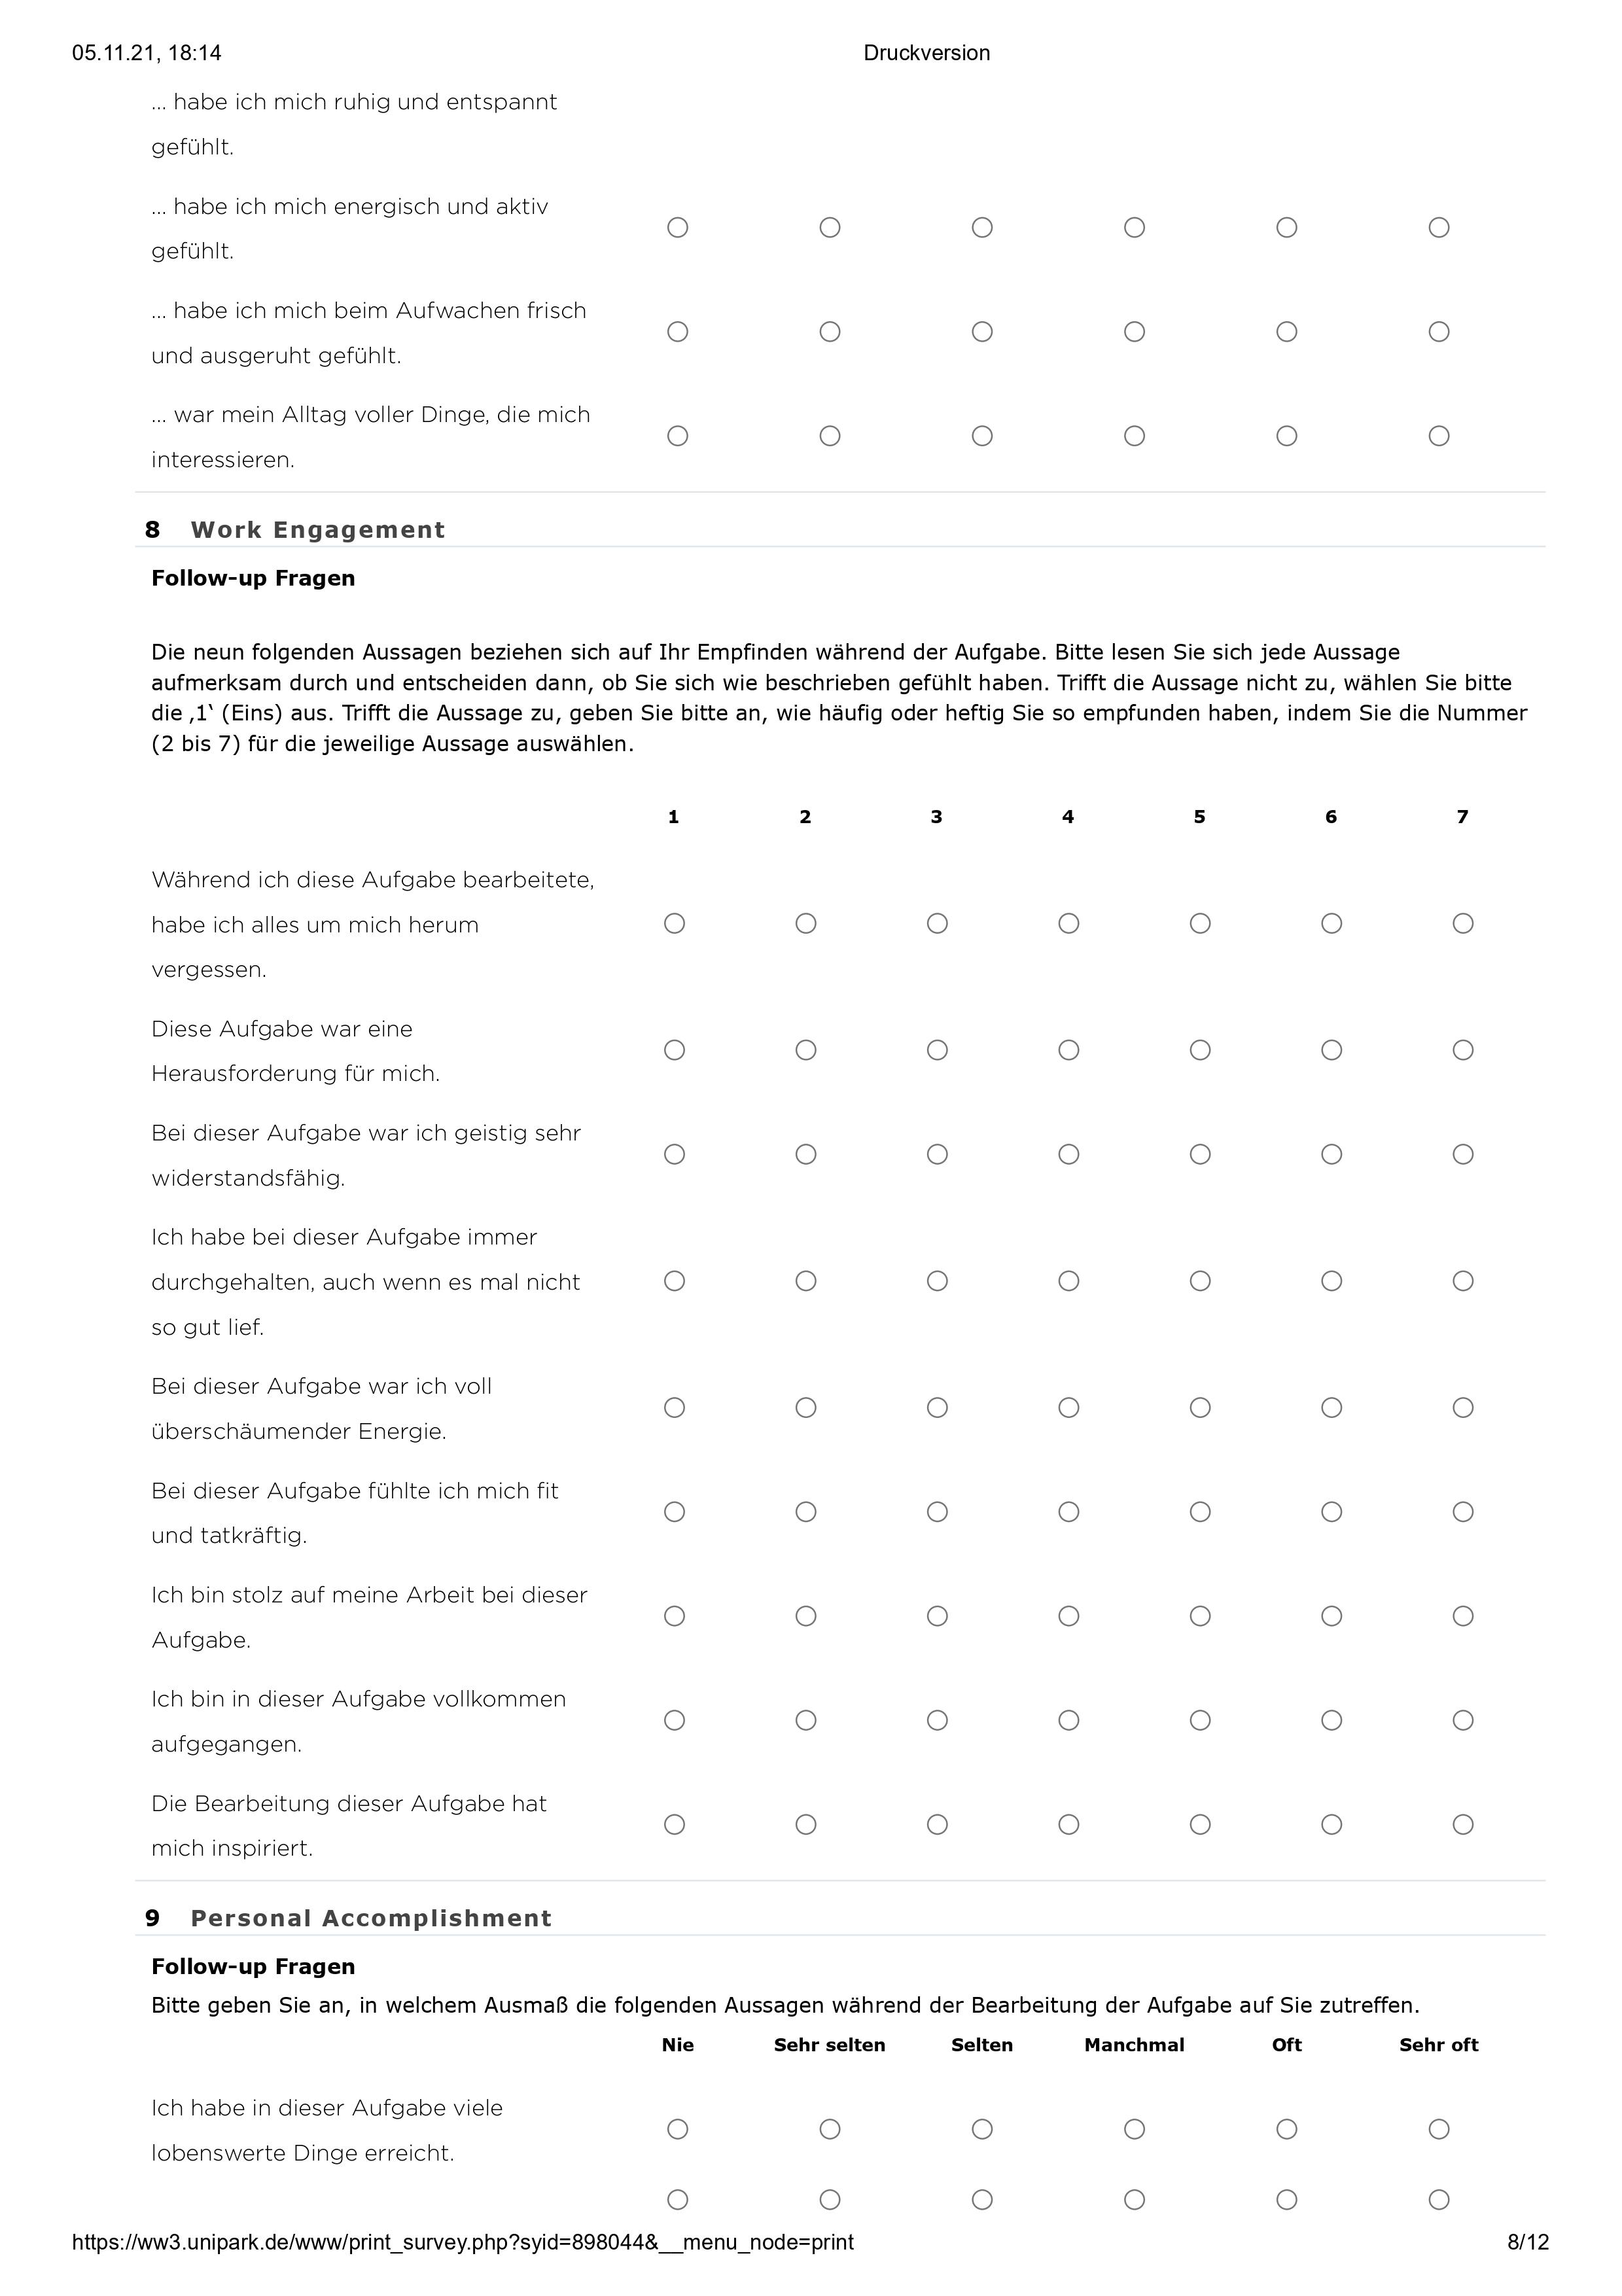 05.11.21, 18:14
Druckversion
... habe ich mich ruhig und entspannt
gefühlt.
... habe ich mich energisch und aktiv
gefühlt.
... habe ich mich beim Aufwachen frisch
und ausgeruht gefühlt.
... war mein Alltag voller Dinge, die mich
interessieren.
8 Work Engagement
Follow-up Fragen
Die neun folgenden Aussagen beziehen sich auf Ihr Empfinden während der Aufgabe. Bitte lesen Sie sich jede Aussage
aufmerksam durch und entscheiden dann, ob Sie sich wie beschrieben gefühlt haben. Trifft die Aussage nicht zu, wählen Sie bitte
die ‚1‘ (Eins) aus. Trifft die Aussage zu, geben Sie bitte an, wie häufig oder heftig Sie so empfunden haben, indem Sie die Nummer
(2 bis 7) für die jeweilige Aussage auswählen.
1 2 3 4 5 6 7
Während ich diese Aufgabe bearbeitete,
habe ich alles um mich herum
vergessen.
Diese Aufgabe war eine
Herausforderung für mich.
Bei dieser Aufgabe war ich geistig sehr
widerstandsfähig.
Ich habe bei dieser Aufgabe immer
durchgehalten, auch wenn es mal nicht
so gut lief.
Bei dieser Aufgabe war ich voll
überschäumender Energie.
Bei dieser Aufgabe fühlte ich mich fit
und tatkräftig.
Ich bin stolz auf meine Arbeit bei dieser
Aufgabe.
Ich bin in dieser Aufgabe vollkommen
aufgegangen.
Die Bearbeitung dieser Aufgabe hat
mich inspiriert.
9 Personal Accomplishment
Follow-up Fragen
Bitte geben Sie an, in welchem Ausmaß die folgenden Aussagen während der Bearbeitung der Aufgabe auf Sie zutreffen.
Nie Sehr selten Selten Manchmal Oft Sehr oft
Ich habe in dieser Aufgabe viele
lobenswerte Dinge erreicht.
https://ww3.unipark.de/www/print_survey.php?syid=898044&__menu_node=print
8/12